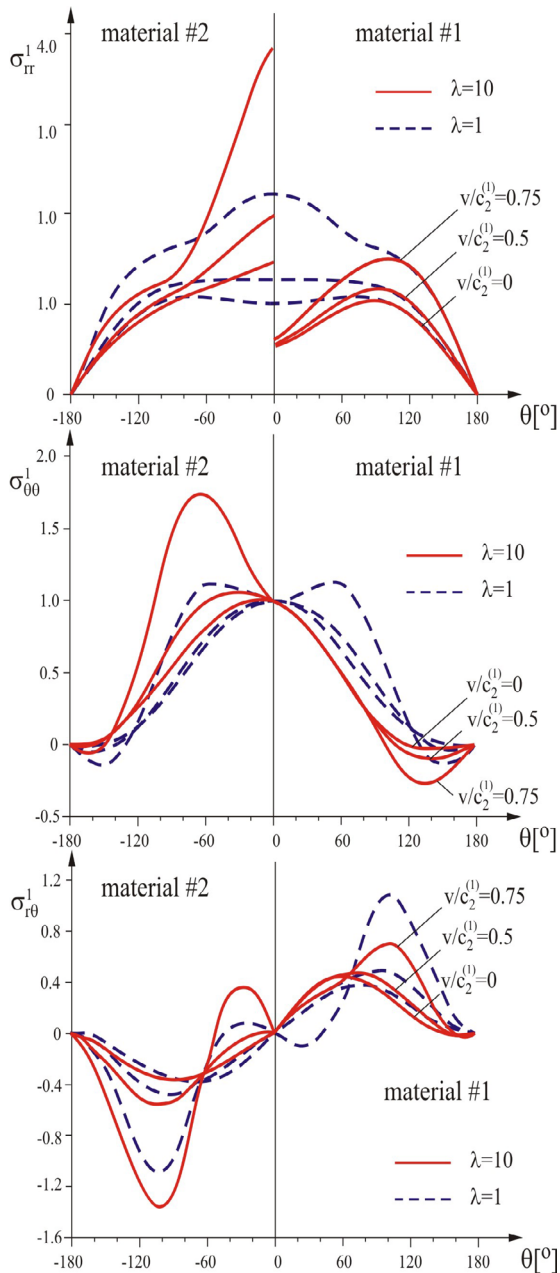 material #2 material #1
σ¹rr
4.0
1.0
1.0
1.0
0
λ=10
λ=1
v/c₂⁽¹⁾=0.75
v/c₂⁽¹⁾=0.5
v/c₂⁽¹⁾=0
-180 -120 -60 0 60 120 180 θ[º]
material #2 material #1
σ¹θθ
2.0
1.5
1.0
0.5
0
-0.5
λ=10
λ=1
v/c₂⁽¹⁾=0
v/c₂⁽¹⁾=0.5
v/c₂⁽¹⁾=0.75
-180 -120 -60 0 60 120 180 θ[º]
material #2
σ¹rθ
1.2
0.8
0.4
0
-0.4
-0.8
-1.2
-1.6
v/c₂⁽¹⁾=0.75
v/c₂⁽¹⁾=0.5
v/c₂⁽¹⁾=0
material #1
λ=10
λ=1
-180 -120 -60 0 60 120 180 θ[º]